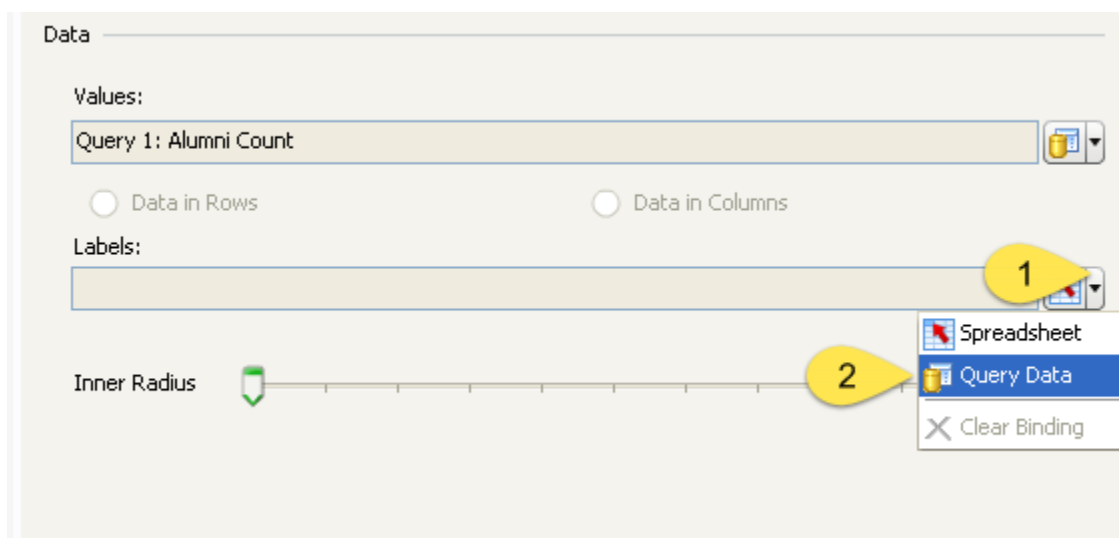 Data
Values:
Query 1: Alumni Count
Data in Rows
Data in Columns
Labels:
1
Spreadsheet
Inner Radius
2
Query Data
Clear Binding